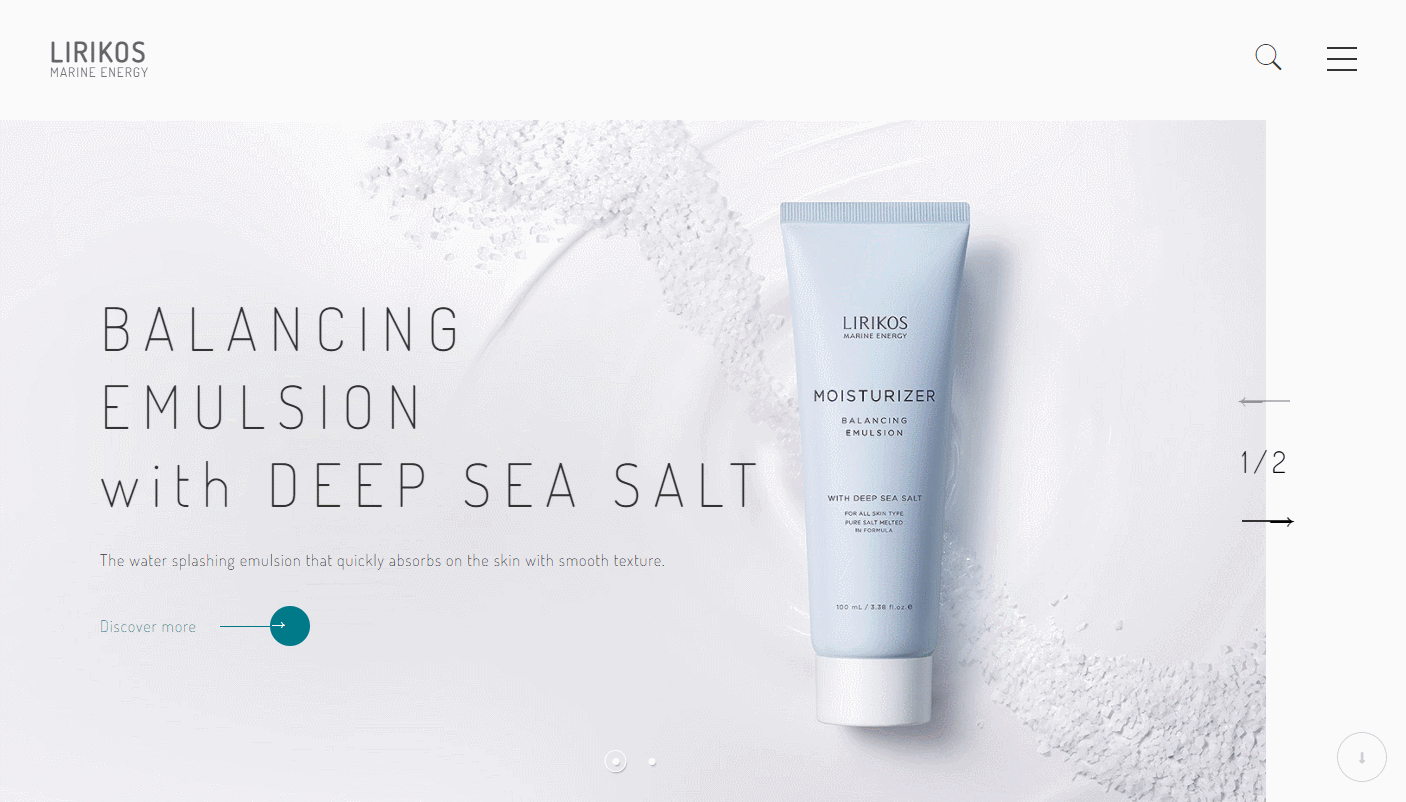 LIRIKOS
MARINE ENERGY
BALANCING
EMULSION
with DEEP SEA SALT
The water splashing emulsion that quickly absorbs on the skin with smooth texture.
Discover more
LIRIKOS
MARINE ENERGY
MOISTURIZER
BALANCING
EMULSION
WITH DEEP SEA SALT
FOR ALL SKIN TYPE
PURE SALT MELTED
IN FORMULA
100 mL / 3.38 fl.oz.e
1/2